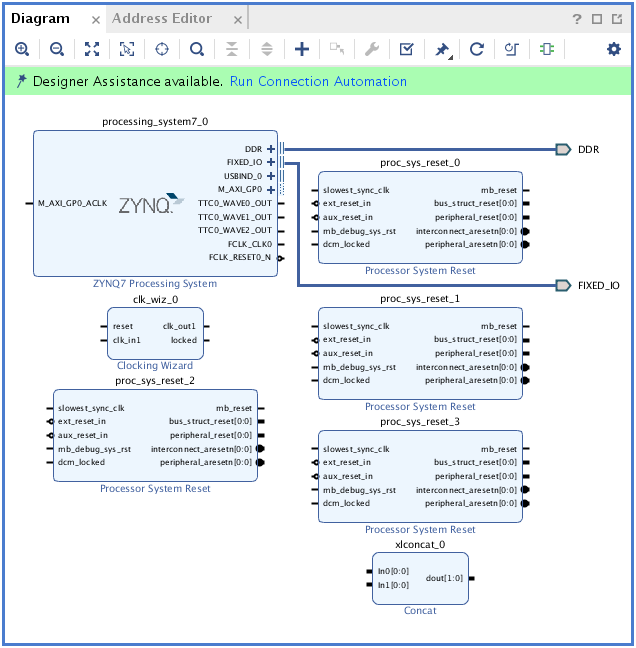 Diagram
Address Editor
?
Designer Assistance available. Run Connection Automation
processing_system7_0
DDR
FIXED_IO
USBIND_0
M_AXI_GP0
M_AXI_GP0_ACLK
ZYNQ
TTC0_WAVE0_OUT
TTC0_WAVE1_OUT
TTC0_WAVE2_OUT
FCLK_CLK0
FCLK_RESET0_N
ZYNQ7 Processing System
DDR
proc_sys_reset_0
slowest_sync_clk mb_reset
ext_reset_in bus_struct_reset[0:0]
aux_reset_in peripheral_reset[0:0]
mb_debug_sys_rst interconnect_aresetn[0:0]
dcm_locked peripheral_aresetn[0:0]
Processor System Reset
FIXED_IO
clk_wiz_0
reset clk_out1
clk_in1 locked
Clocking Wizard
proc_sys_reset_1
slowest_sync_clk mb_reset
ext_reset_in bus_struct_reset[0:0]
aux_reset_in peripheral_reset[0:0]
mb_debug_sys_rst interconnect_aresetn[0:0]
dcm_locked peripheral_aresetn[0:0]
Processor System Reset
proc_sys_reset_2
slowest_sync_clk mb_reset
ext_reset_in bus_struct_reset[0:0]
aux_reset_in peripheral_reset[0:0]
mb_debug_sys_rst interconnect_aresetn[0:0]
dcm_locked peripheral_aresetn[0:0]
Processor System Reset
proc_sys_reset_3
slowest_sync_clk mb_reset
ext_reset_in bus_struct_reset[0:0]
aux_reset_in peripheral_reset[0:0]
mb_debug_sys_rst interconnect_aresetn[0:0]
dcm_locked peripheral_aresetn[0:0]
Processor System Reset
xlconcat_0
In0[0:0]
dout[1:0]
In1[0:0]
Concat